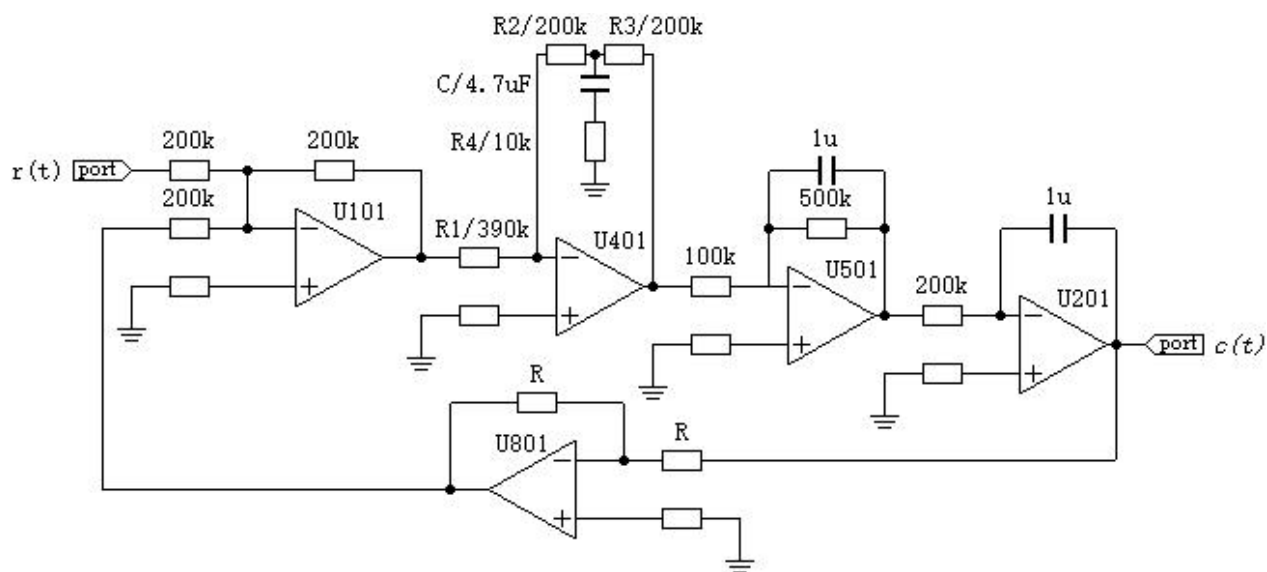 R2/200k R3/200k
C/4.7uF
R4/10k
1u
500k
200k 200k
r(t) port
200k
U101
R1/390k
U401
100k
U501
1u
200k
U201
port c(t)
R
U801
R